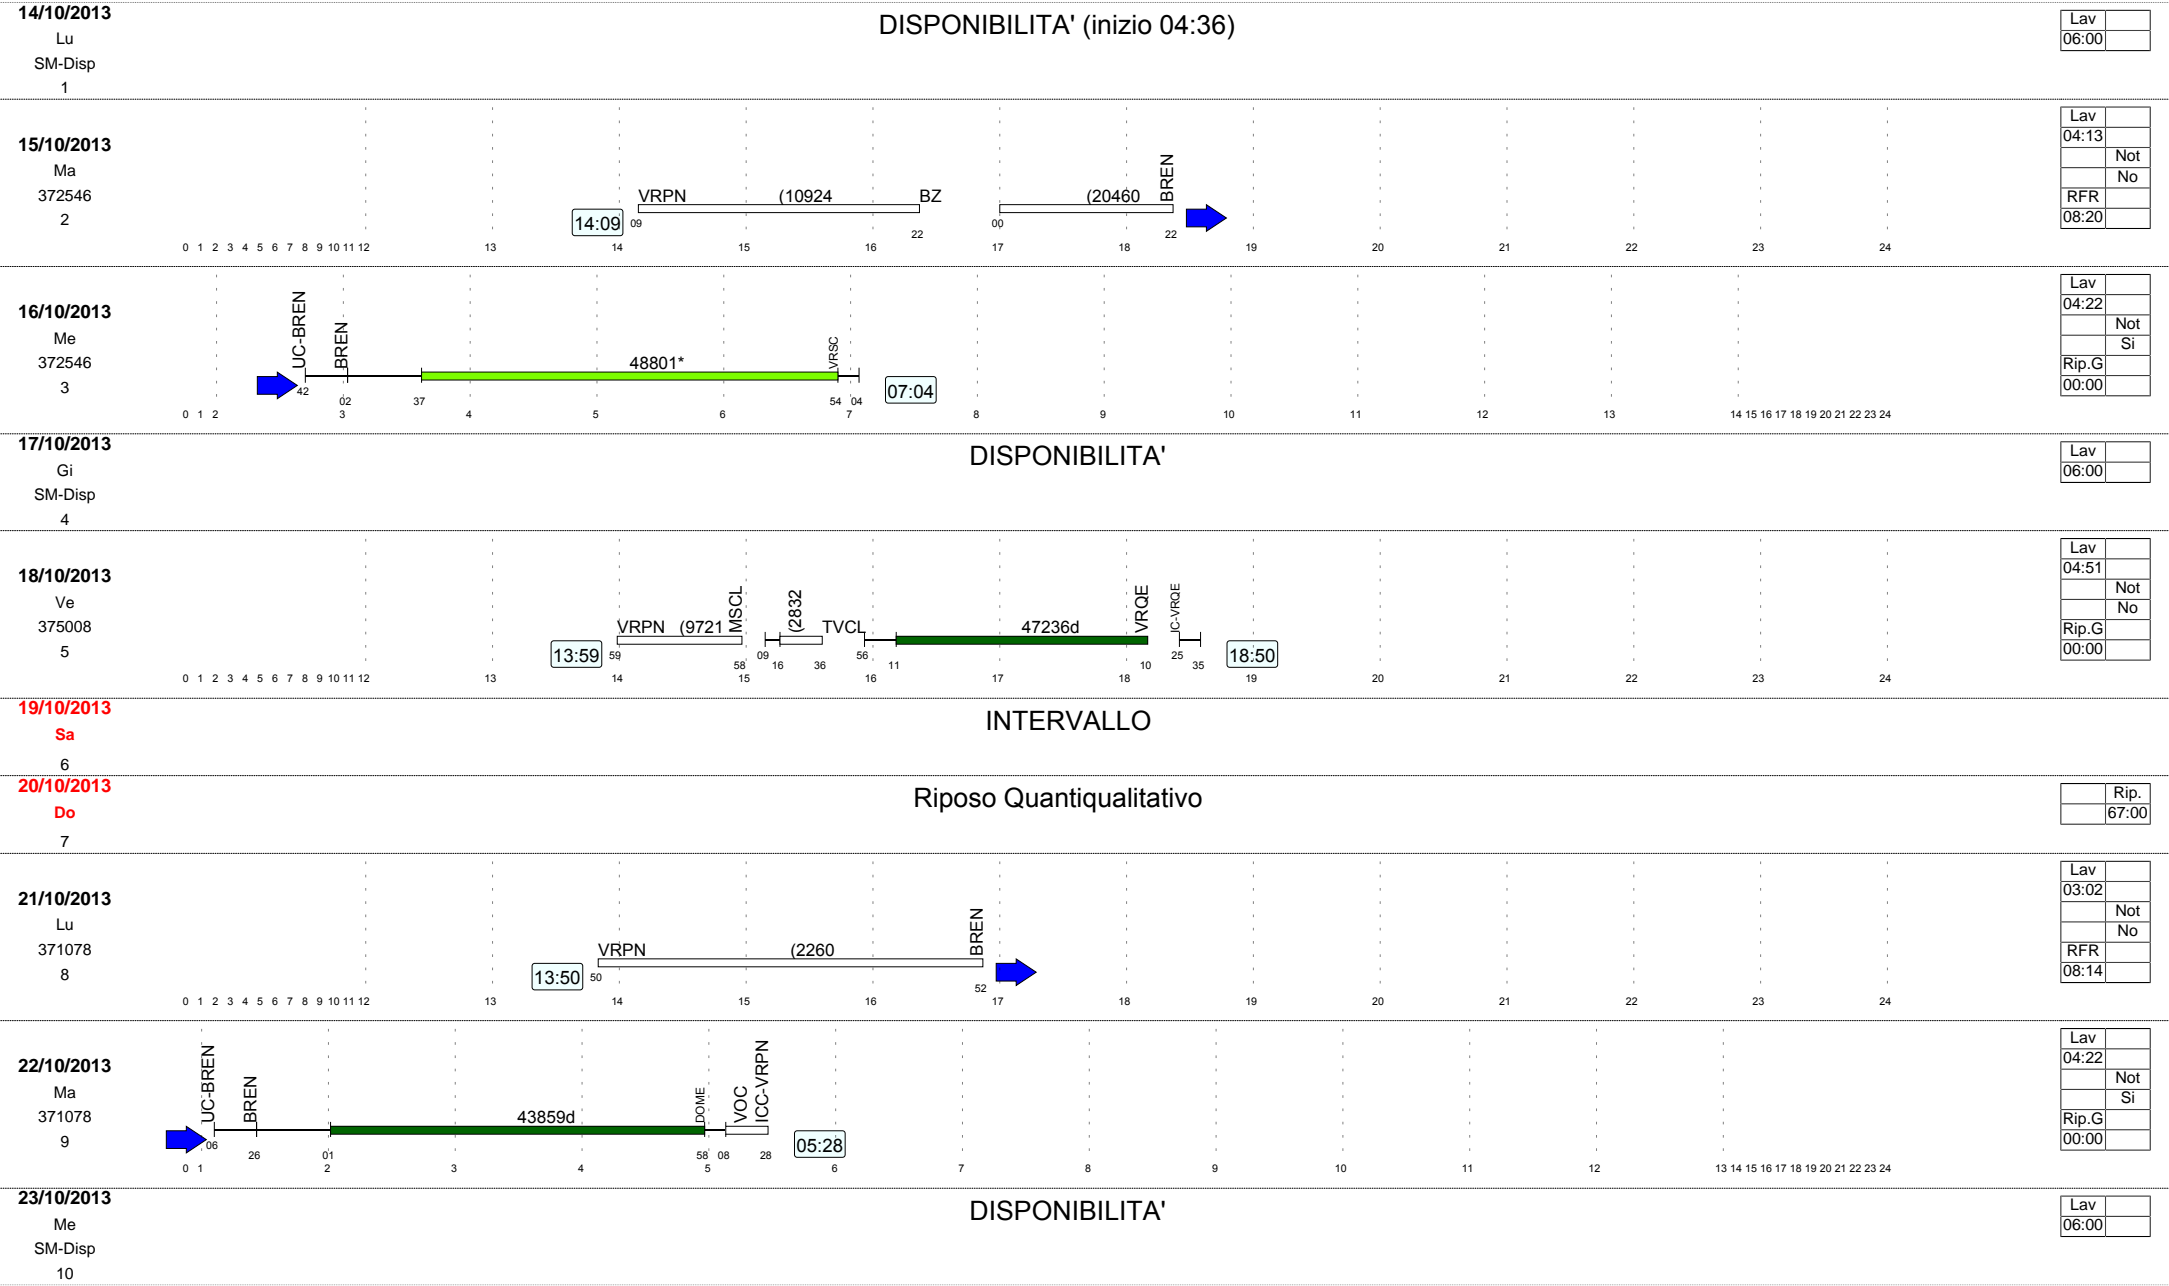 14/10/2013
Lu
SM-Disp
1
DISPONIBILITA' (inizio 04:36)
Lav
06:00
15/10/2013
Ma
372546
2
14:09
VRPN (10924 BZ
(20460 BREN
09 22 00 22
0 1 2 3 4 5 6 7 8 9 10 11 12 13 14 15 16 17 18 19 20 21 22 23 24
Lav
04:13
Not
No
RFR
08:20
16/10/2013
Me
372546
3
UC-BREN BREN 48801* VRSC
42 02 37 54 04
07:04
0 1 2 3 4 5 6 7 8 9 10 11 12 13 14 15 16 17 18 19 20 21 22 23 24
Lav
04:22
Not
Si
Rip.G
00:00
17/10/2013
Gi
SM-Disp
4
DISPONIBILITA'
Lav
06:00
18/10/2013
Ve
375008
5
13:59
VRPN (9721 MSCL (2832 TVCL 47236d VRQE IC-VRQE
59 58 09 16 36 56 11 10 25 35
18:50
0 1 2 3 4 5 6 7 8 9 10 11 12 13 14 15 16 17 18 19 20 21 22 23 24
Lav
04:51
Not
No
Rip.G
00:00
19/10/2013
Sa
6
INTERVALLO
20/10/2013
Do
7
Riposo Quantiqualitativo
Rip.
67:00
21/10/2013
Lu
371078
8
13:50
VRPN (2260 BREN
50 52
0 1 2 3 4 5 6 7 8 9 10 11 12 13 14 15 16 17 18 19 20 21 22 23 24
Lav
03:02
Not
No
RFR
08:14
22/10/2013
Ma
371078
9
UC-BREN BREN 43859d DOME VOC ICC-VRPN
06 26 01 58 08 28
05:28
0 1 2 3 4 5 6 7 8 9 10 11 12 13 14 15 16 17 18 19 20 21 22 23 24
Lav
04:22
Not
Si
Rip.G
00:00
23/10/2013
Me
SM-Disp
10
DISPONIBILITA'
Lav
06:00